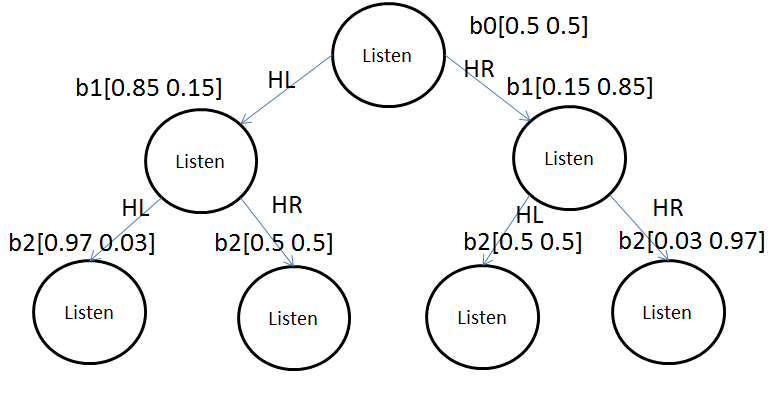 b0[0.5 0.5]
Listen
HL
HR
b1[0.85 0.15]
b1[0.15 0.85]
Listen
Listen
HL
HR
HL
HR
b2[0.97 0.03]
b2[0.5 0.5]
b2[0.5 0.5]
b2[0.03 0.97]
Listen
Listen
Listen
Listen